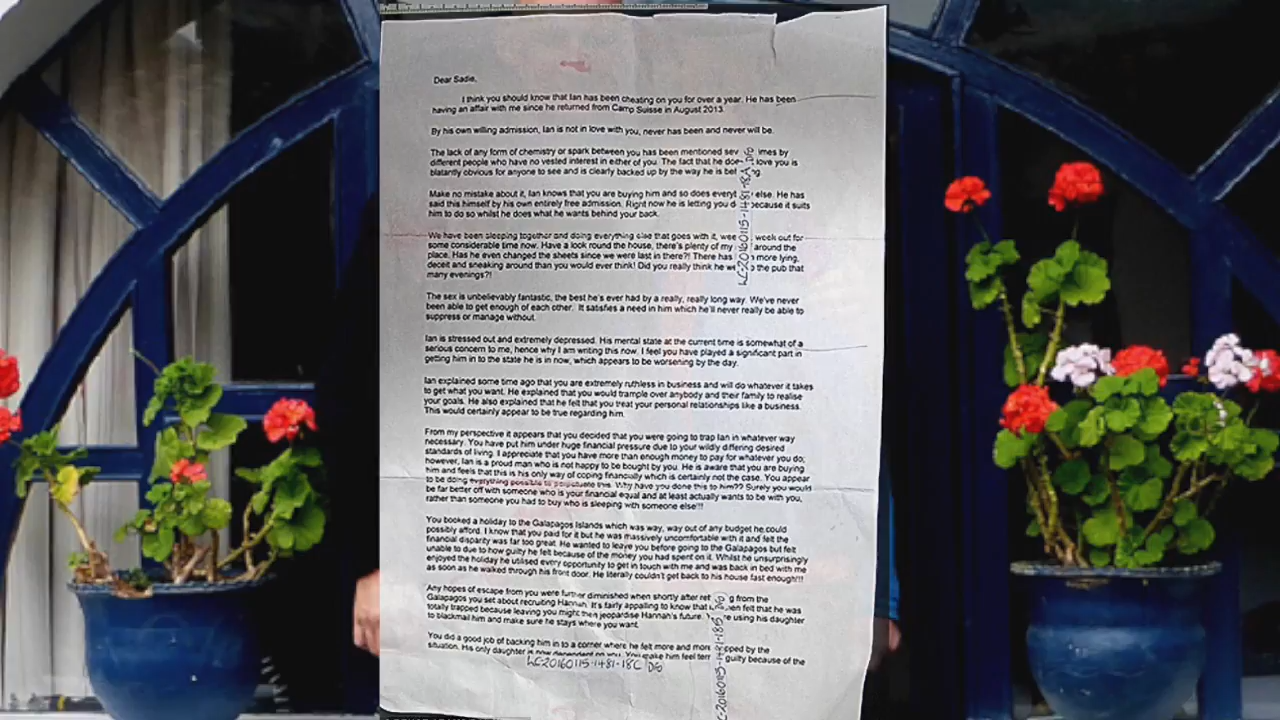 Dear Sadie,
I think you should know that Ian has been cheating on you for over a year. He has been
having an affair with me since he returned from Camp Suisse in August 2013.
By his own willing admission, Ian is not in love with you, never has been and never will be.
The lack of any form of chemistry or spark between you has been mentioned sev imes by
different people who have no vested interest in either of you. The fact that he doe love you is
blatantly obvious for anyone to see and is clearly backed up by the way he is be ng.
Make no mistake about it, Ian knows that you are buying him and so does every else. He has
said this himself by his own entirely free admission. Right now he is letting you d because it suits
him to do so whilst he does what he wants behind your back.
We have been sleeping together and doing everything else that goes with it, wee week out for
some considerable time now. Have a look round the house, there's plenty of my around the
place. Has he even changed the sheets since we were last in there?! There has more lying,
deceit and sneaking around than you would ever think! Did you really think he we o the pub that
many evenings?!
The sex is unbelievably fantastic, the best he's ever had by a really, really long way. We've never
been able to get enough of each other. It satisfies a need in him which he'll never really be able to
suppress or manage without.
Ian is stressed out and extremely depressed. His mental state at the current time is somewhat of a
serious concern to me, hence why I am writing this now. I feel you have played a significant part in
getting him in to the state he is in now, which appears to be worsening by the day.
Ian explained some time ago that you are extremely ruthless in business and will do whatever it takes
to get what you want. He explained that you would trample over anybody and their family to realise
your goals. He also explained that he felt that you treat your personal relationships like a business.
This would certainly appear to be true regarding him.
From my perspective it appears that you decided that you were going to trap Ian in whatever way
necessary. You have put him under huge financial pressure due to your wildly differing desired
standards of living. I appreciate that you have more than enough money to pay for whatever you do;
however, Ian is a proud man who is not happy to be bought by you. He is aware that you are buying
him and feels that this is his only way of coping financially which is certainly not the case. You appear
to be doing everything possible to propagate this. Why have you done this to him?? Surely you would
be far better off with someone who is your financial equal and at least actually wants to be with you,
rather than someone you had to buy who is sleeping with someone else!!!
You booked a holiday to the Galapagos Islands which was way, way out of any budget he could
possibly afford. I know that you paid for it but he was massively uncomfortable with it and felt the
financial disparity was far too great. He wanted to leave you before going to the Galapagos but felt
unable to due to how guilty he felt because of the money you had spent on it. Whilst he unsurprisingly
enjoyed the holiday he utilised every opportunity to get in touch with me and was back in bed with me
as soon as he walked through his front door. He literally couldn't get back to his house fast enough!!!
Any hopes of escape from you were further diminished when shortly after ret g from the
Galapagos you set about recruiting Hannah. It's fairly appalling to know that en felt that he was
totally trapped because leaving you might then jeopardise Hannah's future. e using his daughter
to blackmail him and make sure he stays where you want.
You did a good job of backing him in to a corner where he felt more and more pped by the
situation. His only daughter is now dependent on you. You make him feel terr guilty because of the
LC-20160115-1481-18A DS
LC-20160115-1481-18B DS
LC-20160115-1481-18C DS